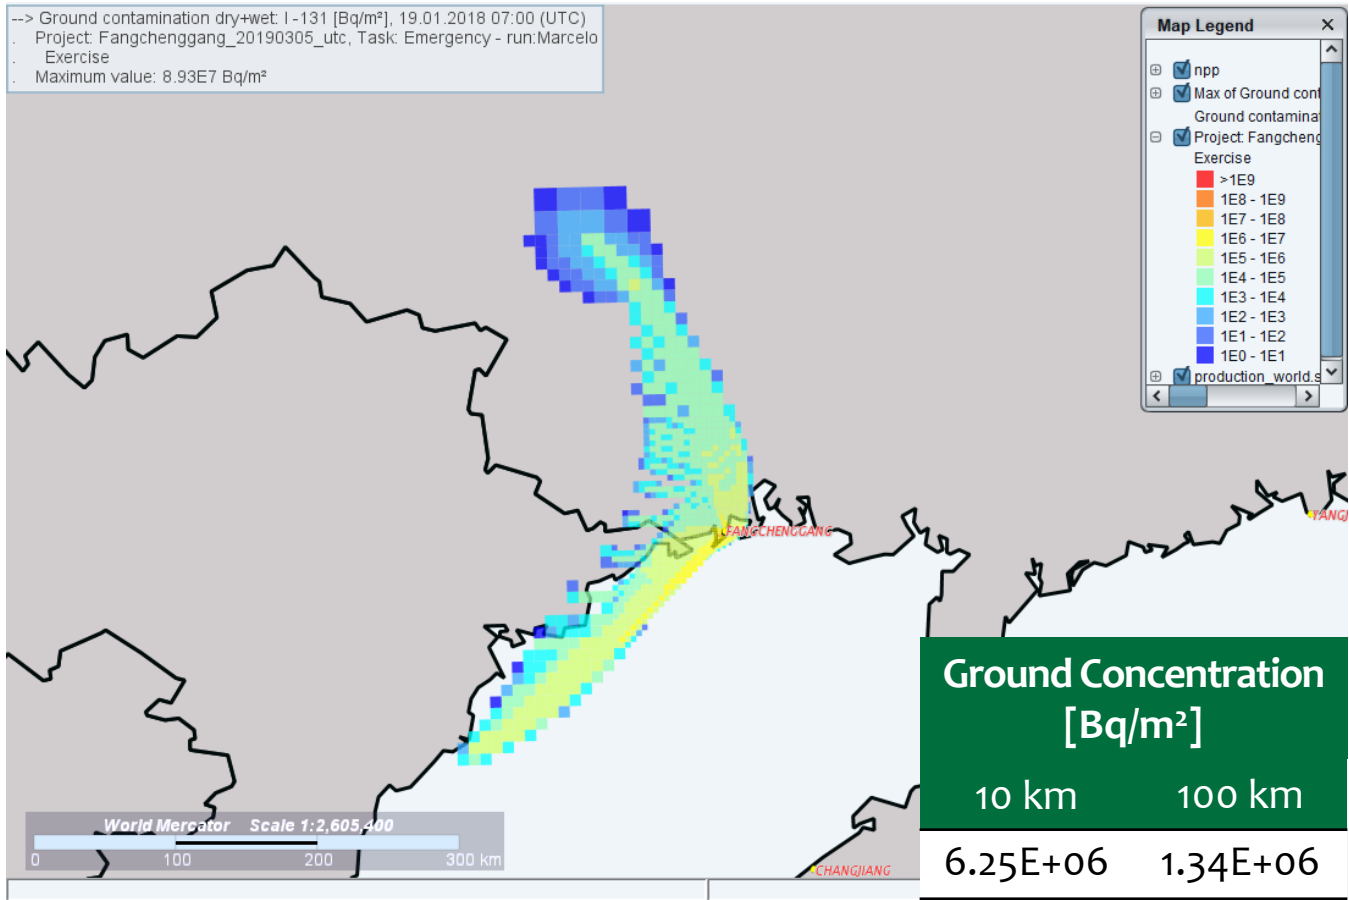 --> Ground contamination dry+wet: I -131 [Bq/m²], 19.01.2018 07:00 (UTC)
. Project: Fangchenggang_20190305_utc, Task: Emergency - run:Marcelo
. Exercise
. Maximum value: 8.93E7 Bq/m²
Map Legend
npp
Max of Ground cont
Ground contamina
Project: Fangcheng
Exercise
>1E9
1E8 - 1E9
1E7 - 1E8
1E6 - 1E7
1E5 - 1E6
1E4 - 1E5
1E3 - 1E4
1E2 - 1E3
1E1 - 1E2
1E0 - 1E1
production_world.s
FANGCHENGGANG
YANGJ
World Mercator Scale 1:2,605,400
0 100 200 300 km
CHANGJIANG
Ground Concentration
[Bq/m²]
10 km 100 km
6.25E+06 1.34E+06